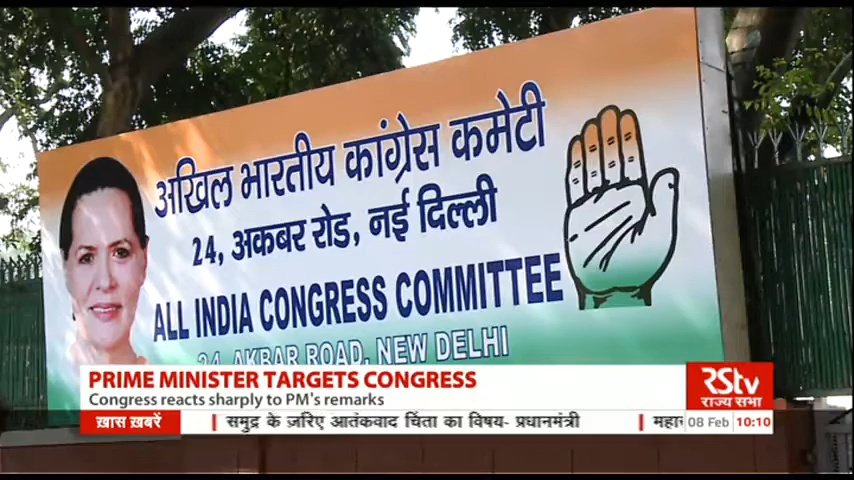 अखिल भारतीय कांग्रेस कमेटी
24, अकबर रोड, नई दिल्ली
ALL INDIA CONGRESS COMMITTEE
24, AKBAR ROAD, NEW DELHI
PRIME MINISTER TARGETS CONGRESS
Congress reacts sharply to PM's remarks
RSTV
राज्य सभा
ख़ास ख़बरें
समुद्र के ज़रिए आतंकवाद चिंता का विषय- प्रधानमंत्री
08 Feb 10:10